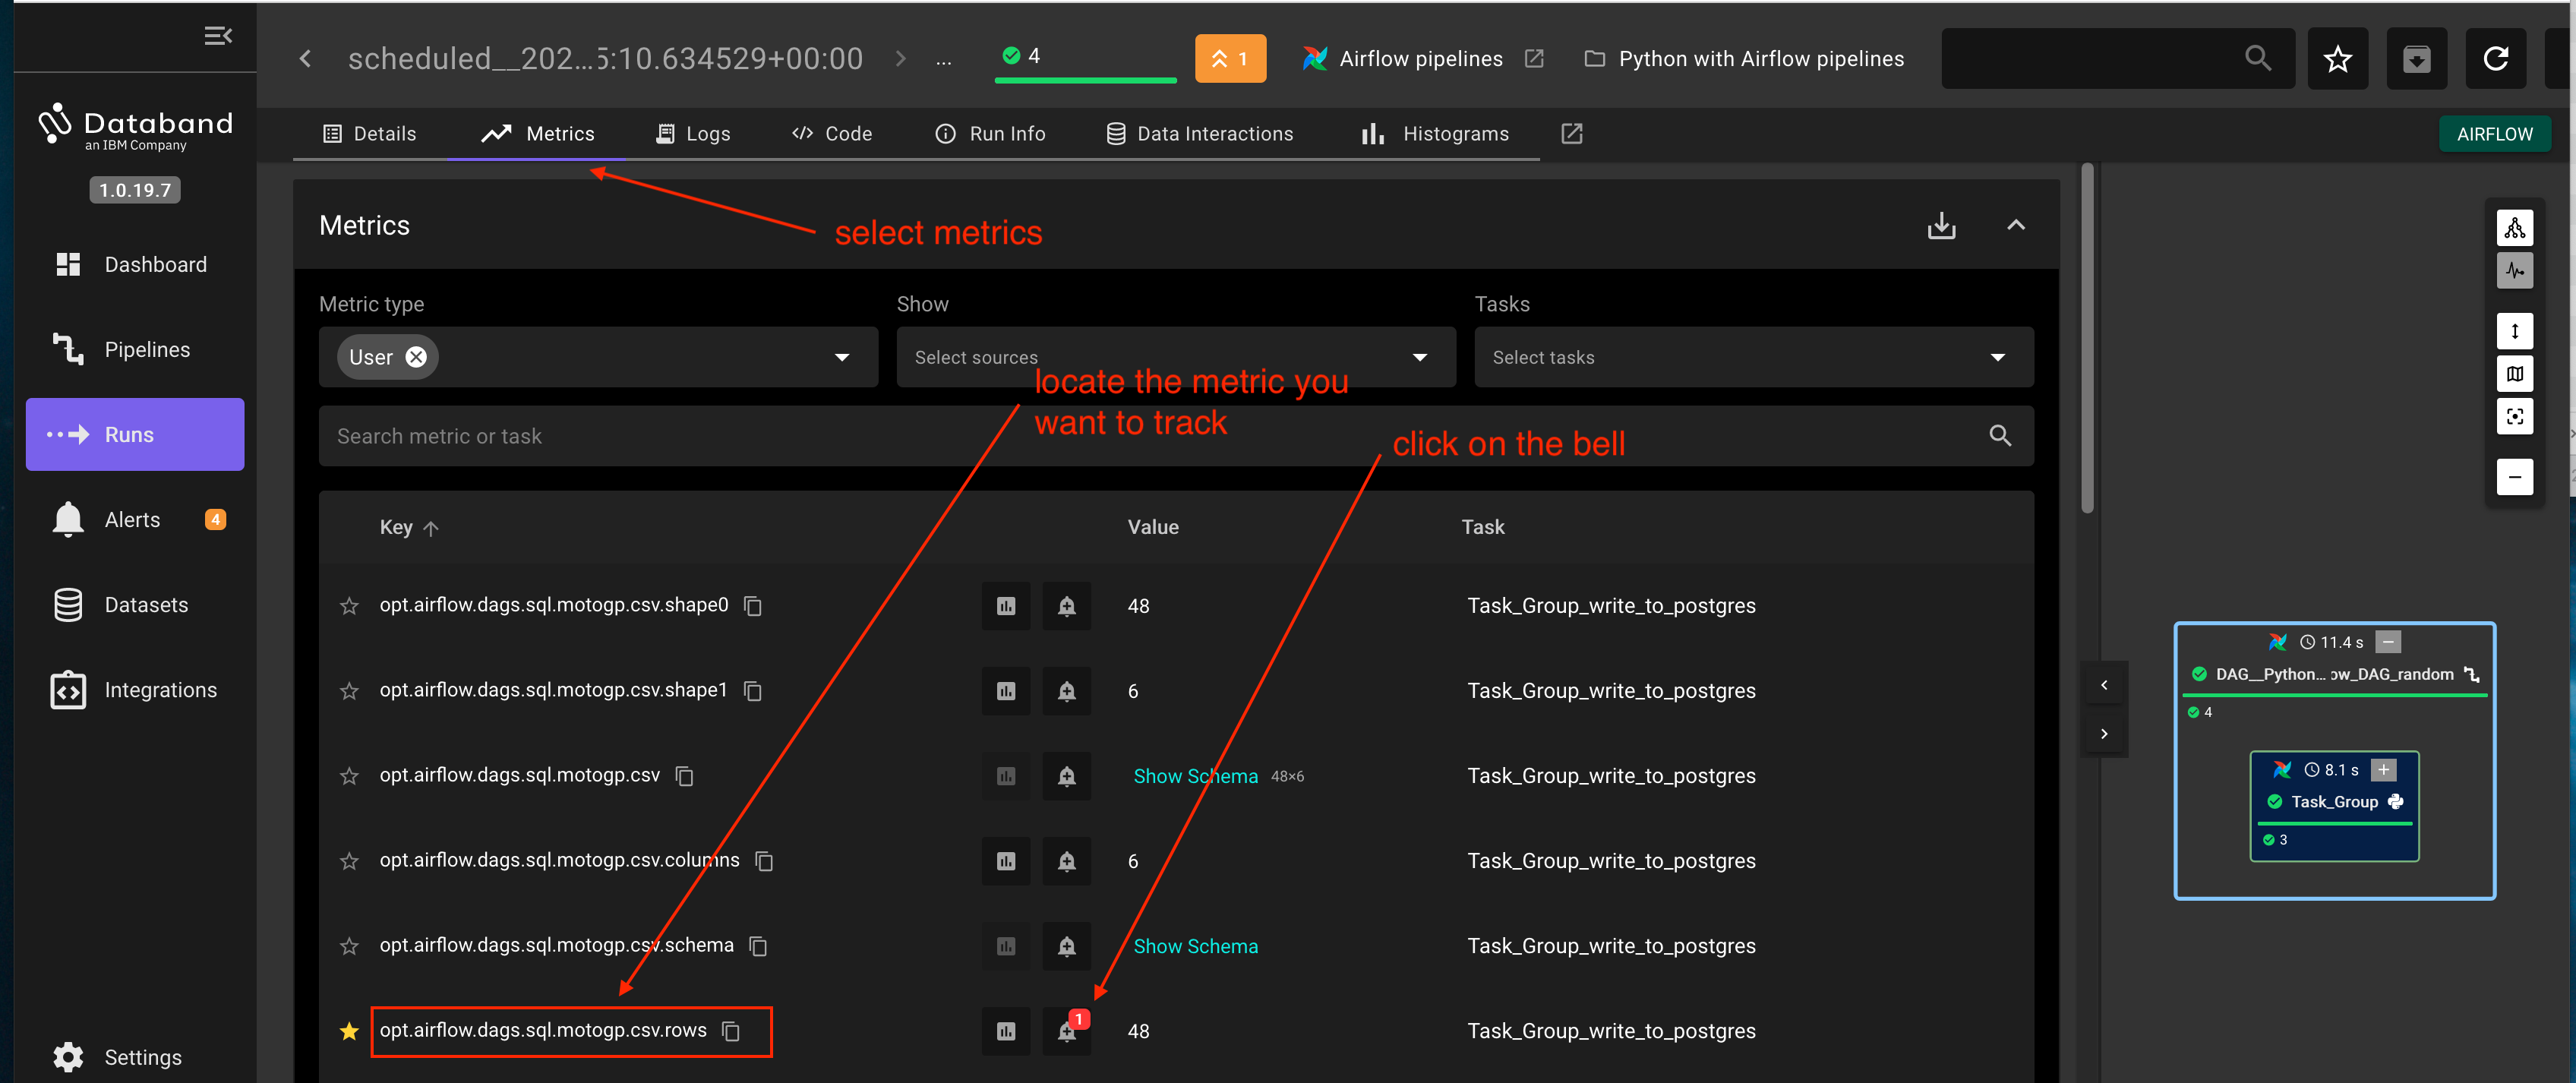 scheduled__202...5:10.634529+00:00
...
4
1
Airflow pipelines
Python with Airflow pipelines
Databand
an IBM Company
1.0.19.7
Dashboard
Pipelines
Runs
Alerts
4
Datasets
Integrations
Settings
Details
Metrics
Logs
Code
Run Info
Data Interactions
Histograms
AIRFLOW
Metrics
select metrics
Metric type
Show
Tasks
User
Select sources
Select tasks
locate the metric you
want to track
Search metric or task
click on the bell
Key
Value
Task
opt.airflow.dags.sql.motogp.csv.shape0
48
Task_Group_write_to_postgres
opt.airflow.dags.sql.motogp.csv.shape1
6
Task_Group_write_to_postgres
opt.airflow.dags.sql.motogp.csv
Show Schema 48×6
Task_Group_write_to_postgres
opt.airflow.dags.sql.motogp.csv.columns
6
Task_Group_write_to_postgres
opt.airflow.dags.sql.motogp.csv.schema
Show Schema
Task_Group_write_to_postgres
opt.airflow.dags.sql.motogp.csv.rows
1
48
Task_Group_write_to_postgres
11.4 s
DAG__Python... ow_DAG_random
4
8.1 s
Task_Group
3